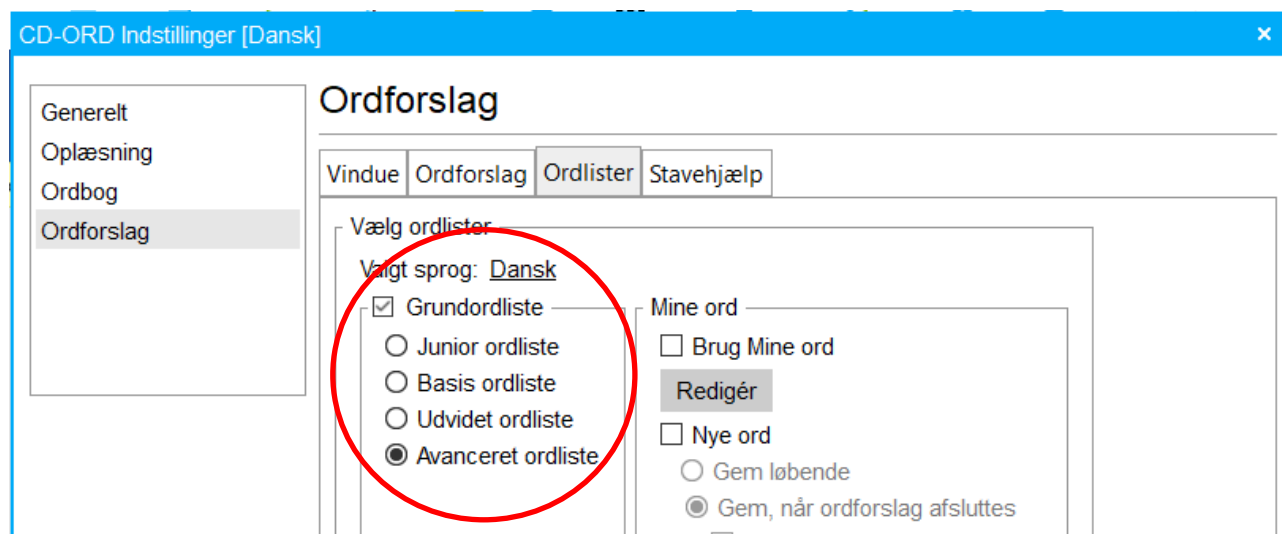 CD-ORD Indstillinger [Dansk]
Generelt
Oplæsning
Ordbog
Ordforslag
Ordforslag
Vindue Ordforslag Ordlister Stavehjælp
Vælg ordlister
Valgt sprog: Dansk
Grundordliste
Junior ordliste
Basis ordliste
Udvidet ordliste
Avanceret ordliste
Mine ord
Brug Mine ord
Redigér
Nye ord
Gem løbende
Gem, når ordforslag afsluttes